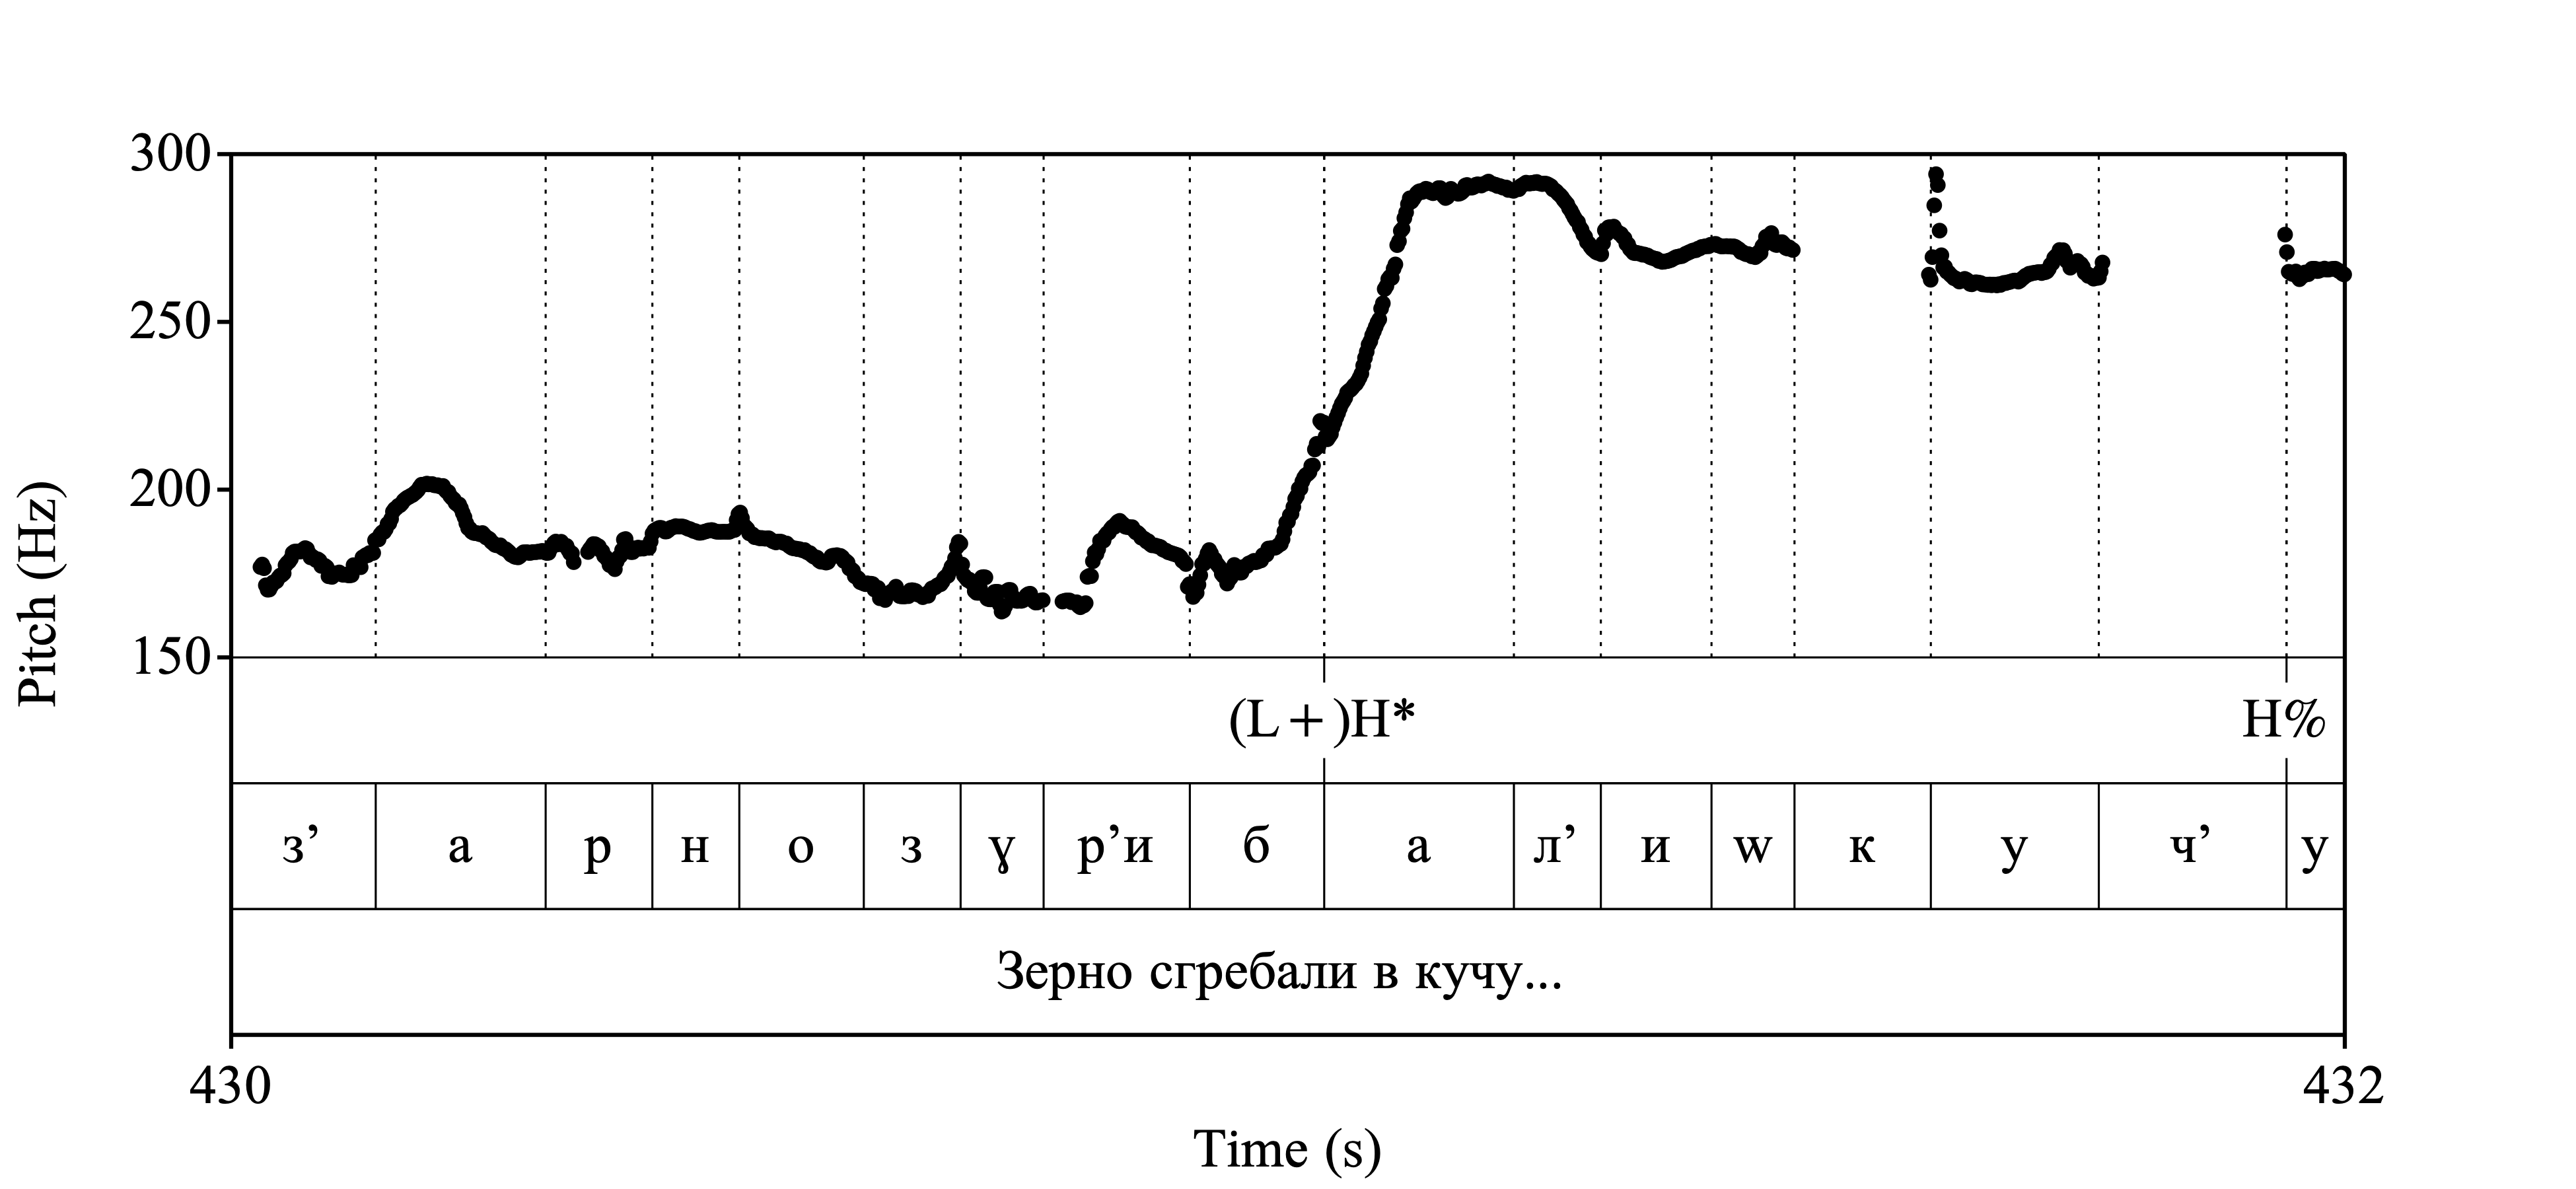 300
250
200
150
Pitch (Hz)
(L+)H* H%
з’ а р н о з ɣ р’и б а л’ и w к у ч’ у
Зерно сгребали в кучу...
430 432
Time (s)